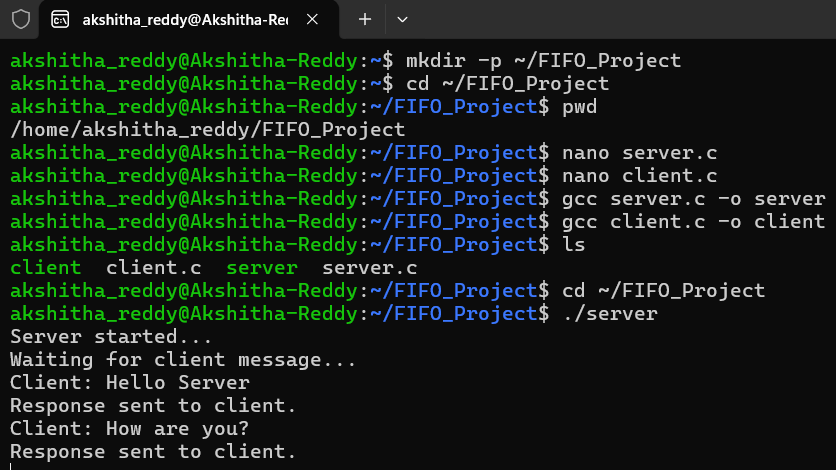 akshitha_reddy@Akshitha-Re
akshitha_reddy@Akshitha-Reddy:~$ mkdir -p ~/FIFO_Project
akshitha_reddy@Akshitha-Reddy:~$ cd ~/FIFO_Project
akshitha_reddy@Akshitha-Reddy:~/FIFO_Project$ pwd
/home/akshitha_reddy/FIFO_Project
akshitha_reddy@Akshitha-Reddy:~/FIFO_Project$ nano server.c
akshitha_reddy@Akshitha-Reddy:~/FIFO_Project$ nano client.c
akshitha_reddy@Akshitha-Reddy:~/FIFO_Project$ gcc server.c -o server
akshitha_reddy@Akshitha-Reddy:~/FIFO_Project$ gcc client.c -o client
akshitha_reddy@Akshitha-Reddy:~/FIFO_Project$ ls
client  client.c  server  server.c
akshitha_reddy@Akshitha-Reddy:~/FIFO_Project$ cd ~/FIFO_Project
akshitha_reddy@Akshitha-Reddy:~/FIFO_Project$ ./server
Server started...
Waiting for client message...
Client: Hello Server
Response sent to client.
Client: How are you?
Response sent to client.